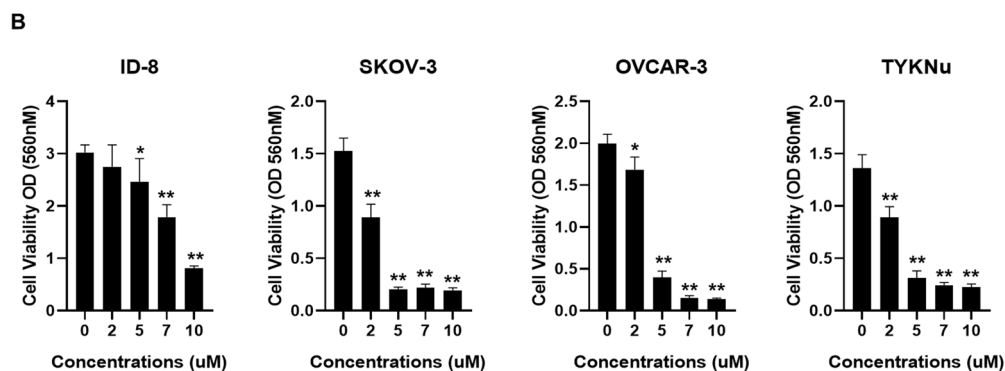 B
ID-8
Cell Viability OD (560nM)
4
3
2
1
0
*
**
**
0 2 5 7 10
Concentrations (uM)
SKOV-3
Cell Viability (OD 560nM)
2.0
1.5
1.0
0.5
0.0
**
**
**
**
0 2 5 7 10
Concentrations (uM)
OVCAR-3
Cell Viability (OD 560nM)
2.5
2.0
1.5
1.0
0.5
0.0
*
**
**
**
0 2 5 7 10
Concentrations (uM)
TYKNu
Cell Viability (OD 560nM)
2.0
1.5
1.0
0.5
0.0
**
**
**
**
0 2 5 7 10
Concentrations (uM)